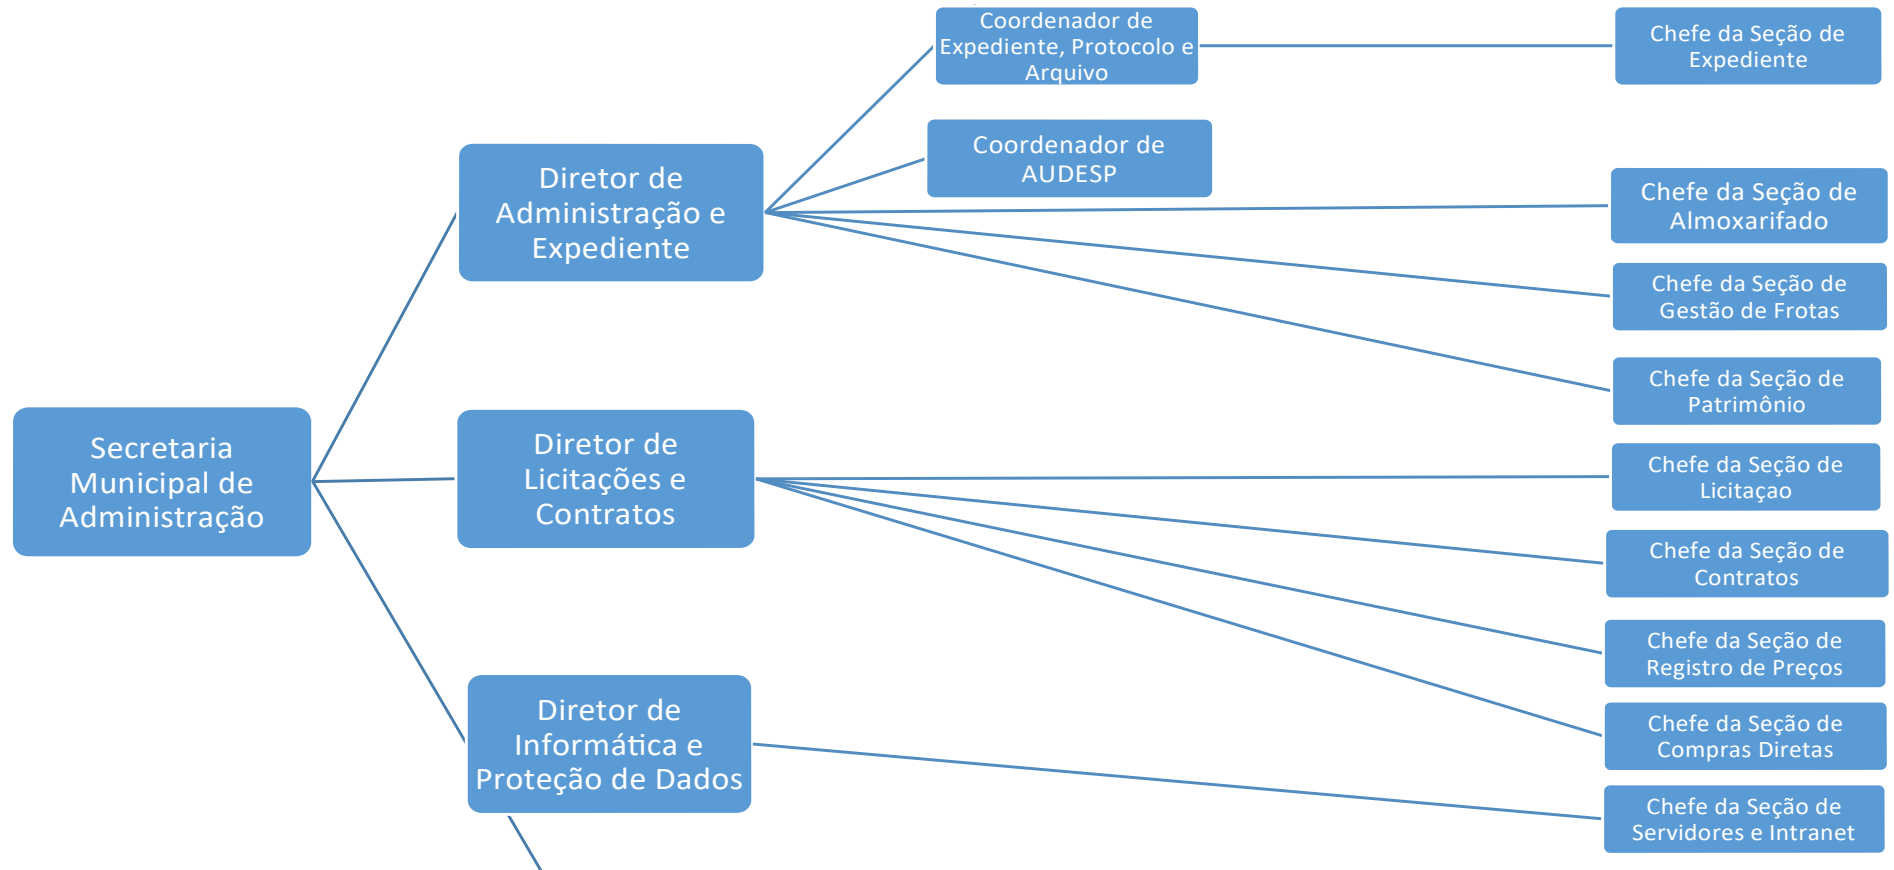 Coordenador de
Expediente, Protocolo e
Arquivo
Chefe da Seção de
Expediente
Coordenador de
AUDESP
Diretor de
Administração e
Expediente
Chefe da Seção de
Almoxarifado
Chefe da Seção de
Gestão de Frotas
Chefe da Seção de
Patrimônio
Secretaria
Municipal de
Administração
Diretor de
Licitações e
Contratos
Chefe da Seção de
Licitaçao
Chefe da Seção de
Contratos
Chefe da Seção de
Registro de Preços
Chefe da Seção de
Compras Diretas
Diretor de
Informática e
Proteção de Dados
Chefe da Seção de
Servidores e Intranet